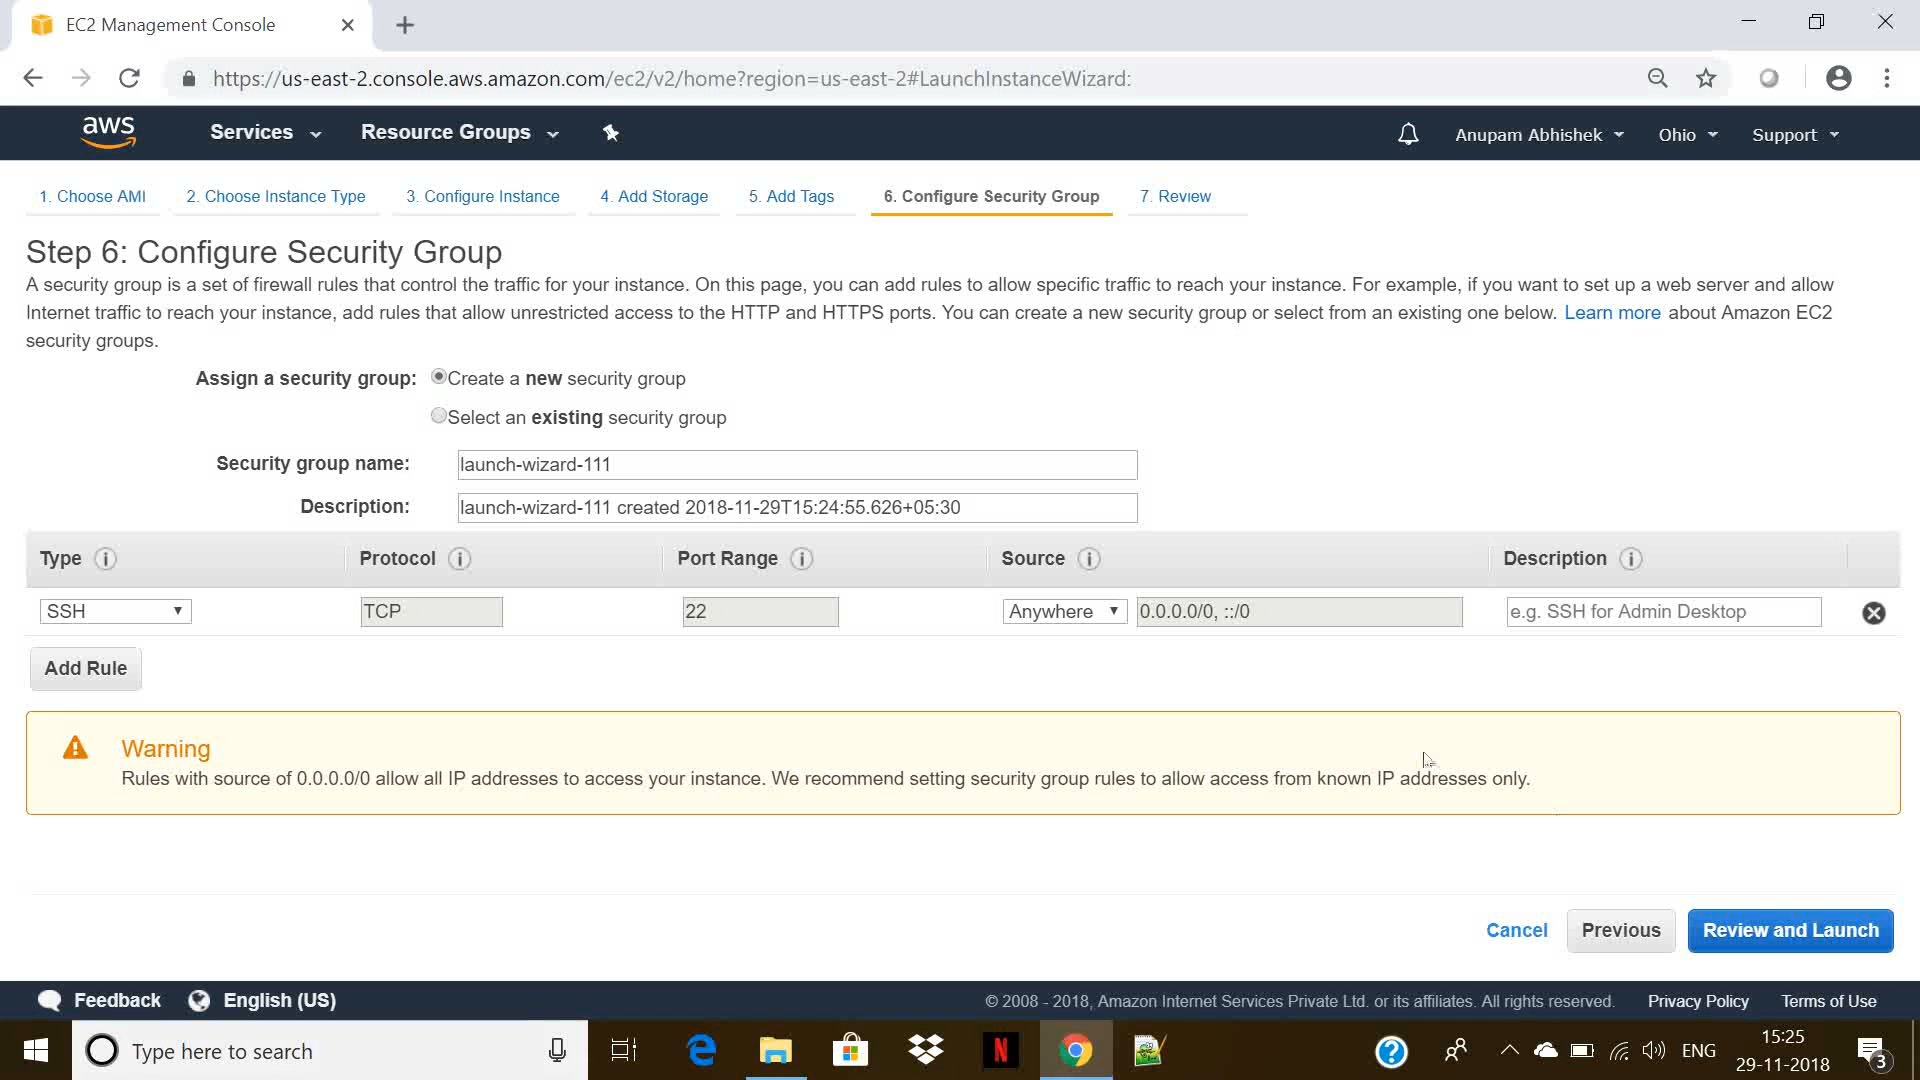 EC2 Management Console
https://us-east-2.console.aws.amazon.com/ec2/v2/home?region=us-east-2#LaunchInstanceWizard:
aws Services Resource Groups Anupam Abhishek Ohio Support
1. Choose AMI 2. Choose Instance Type 3. Configure Instance 4. Add Storage 5. Add Tags 6. Configure Security Group 7. Review
Step 6: Configure Security Group
A security group is a set of firewall rules that control the traffic for your instance. On this page, you can add rules to allow specific traffic to reach your instance. For example, if you want to set up a web server and allow
Internet traffic to reach your instance, add rules that allow unrestricted access to the HTTP and HTTPS ports. You can create a new security group or select from an existing one below. Learn more about Amazon EC2
security groups.
Assign a security group: Create a new security group
Select an existing security group
Security group name: launch-wizard-111
Description: launch-wizard-111 created 2018-11-29T15:24:55.626+05:30
Type i Protocol i Port Range i Source i Description i
SSH TCP 22 Anywhere 0.0.0.0/0, ::/0 e.g. SSH for Admin Desktop
Add Rule
Warning
Rules with source of 0.0.0.0/0 allow all IP addresses to access your instance. We recommend setting security group rules to allow access from known IP addresses only.
Cancel Previous Review and Launch
Feedback English (US) © 2008 - 2018, Amazon Internet Services Private Ltd. or its affiliates. All rights reserved. Privacy Policy Terms of Use
Type here to search N ? ENG 15:25
29-11-2018 3